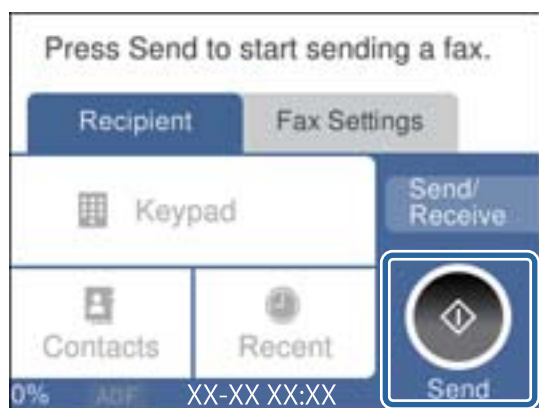 Press Send to start sending a fax.
Recipient
Fax Settings
Keypad
Send/
Receive
Contacts
Recent
0%
ADF
XX-XX XX:XX
Send